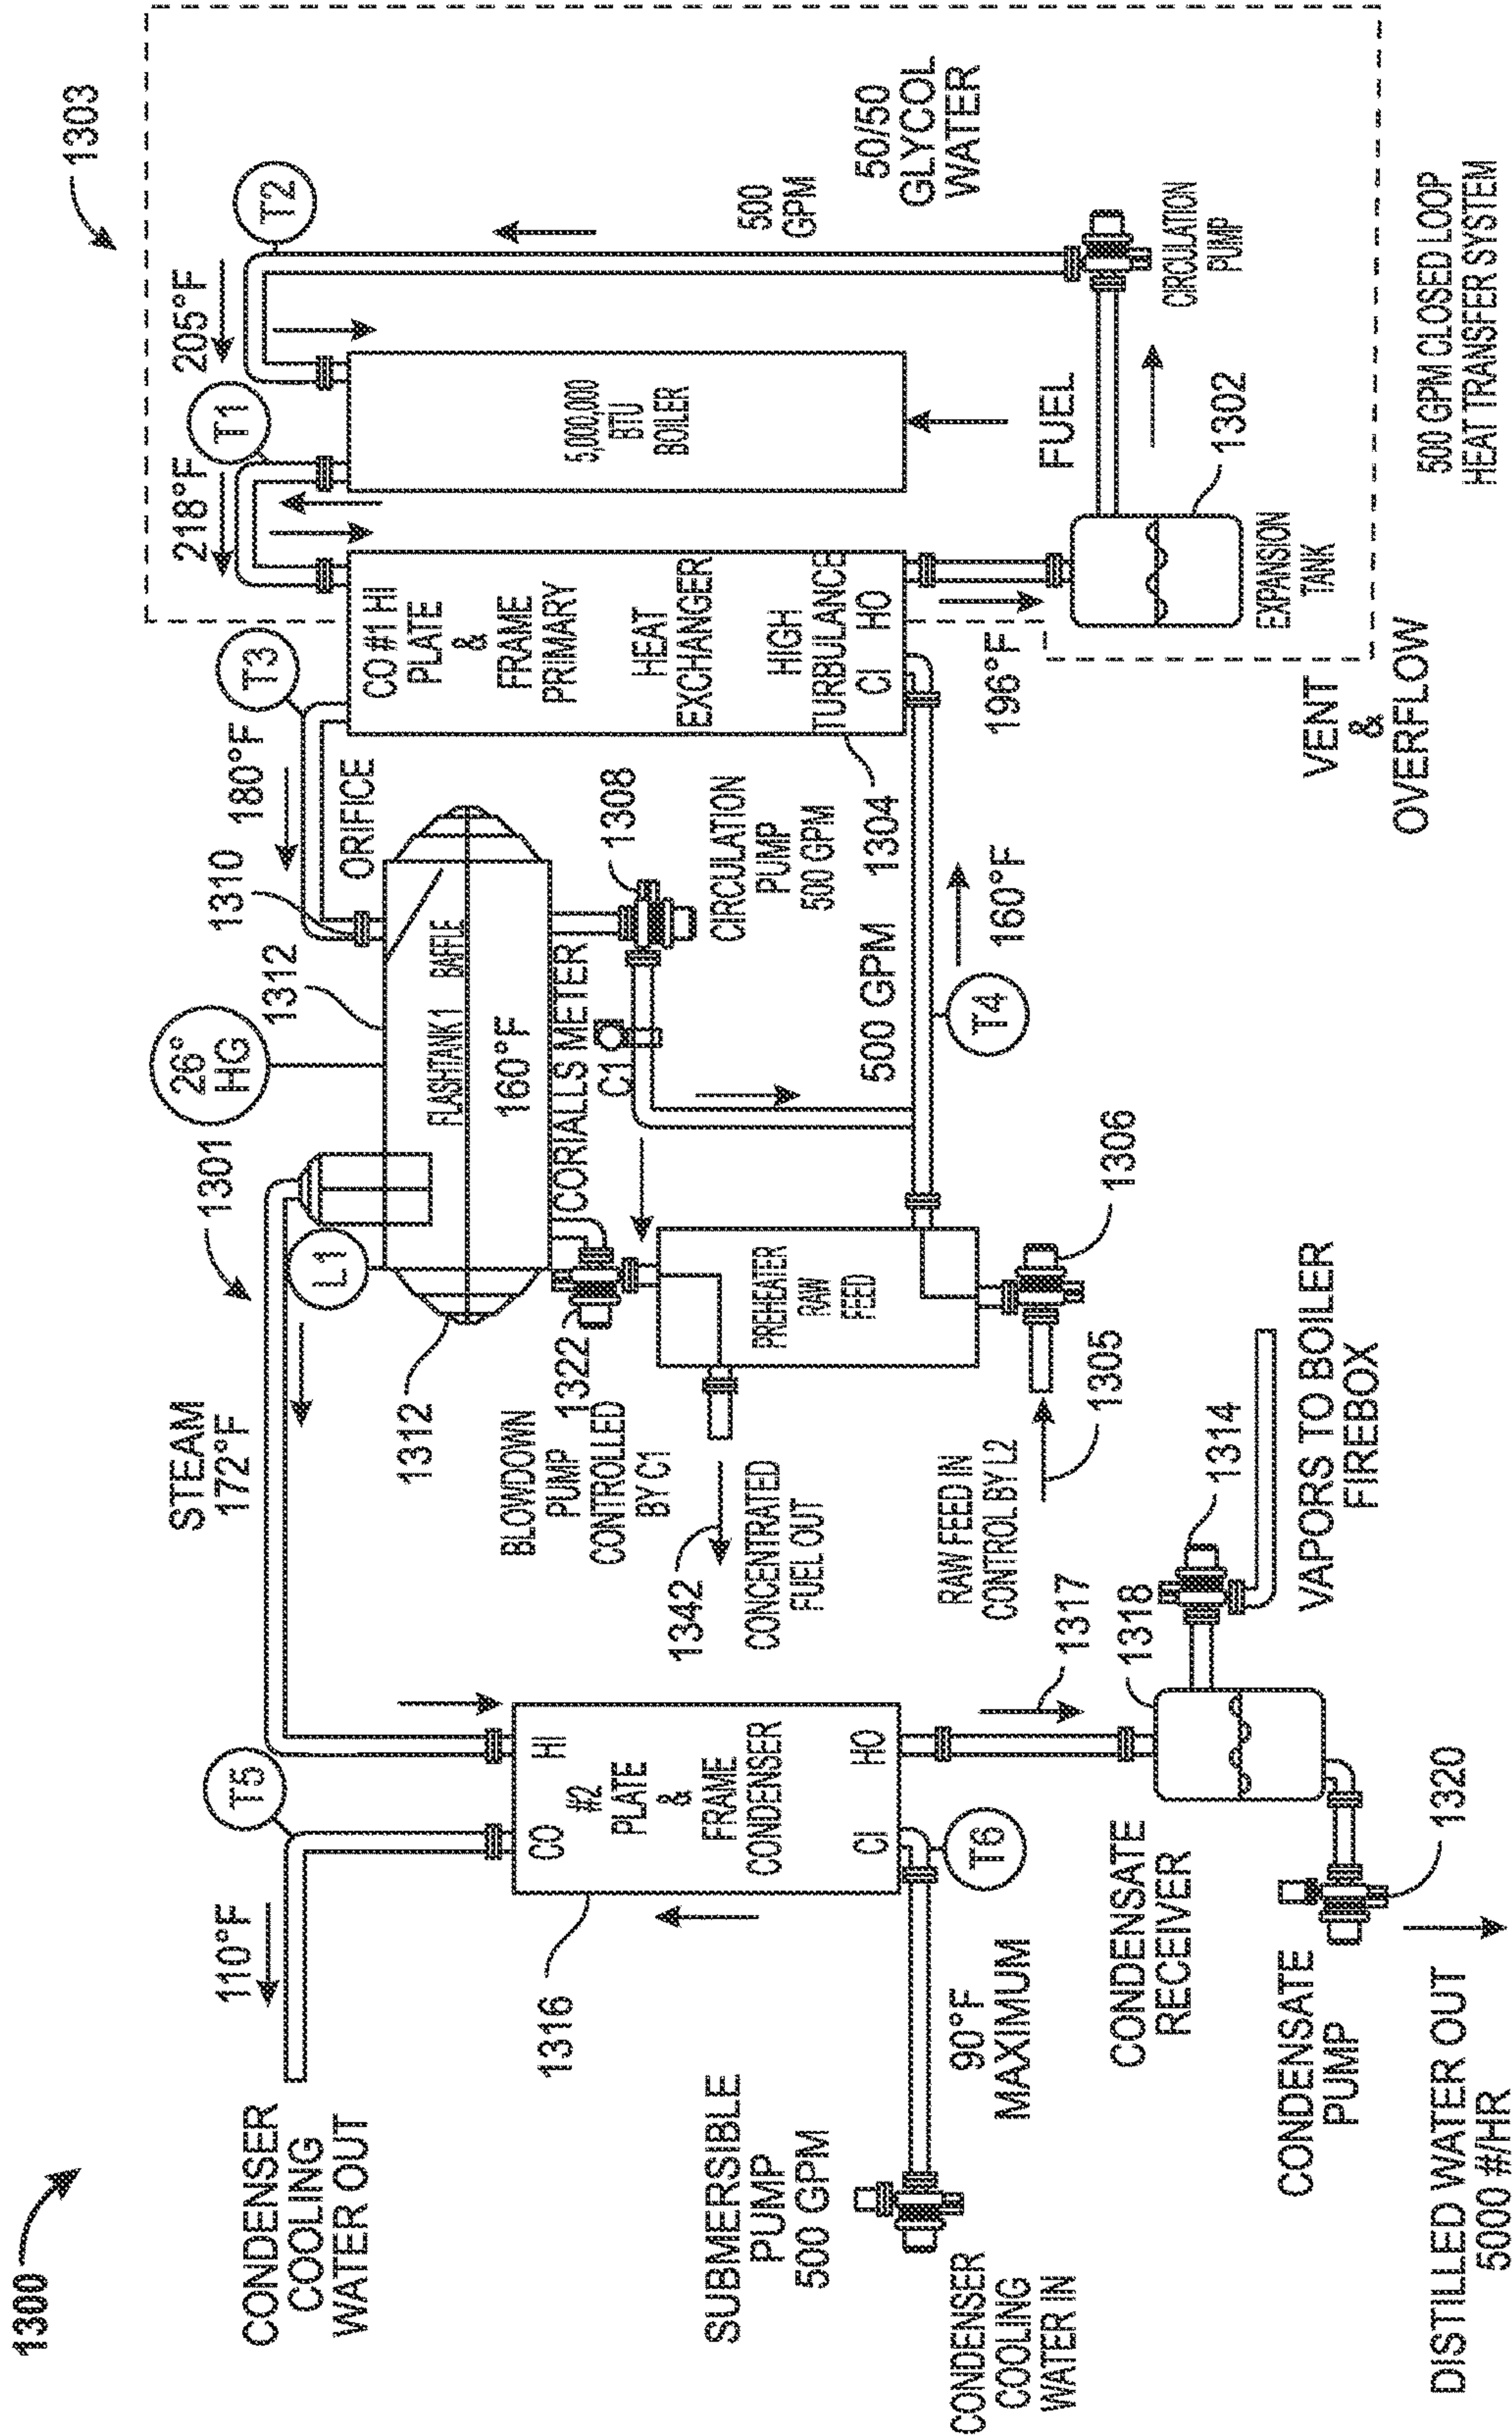 1300
CONDENSER
COOLING
WATER OUT
110°F
T5
STEAM
172°F
1301
L1
26°
HG
1312
1310
ORIFICE
180°F
T3
218°F
T1
205°F
T2
1303
1312
FLASHTANK 1
BAFFLE
160°F
CORIALLS METER
C1
1308
CIRCULATION
PUMP
500 GPM
CO #1 HI
PLATE
&
FRAME
PRIMARY
HEAT
EXCHANGER
HIGH
TURBULANCE
CI HO
1304
5,000,000
BTU
BOILER
500
GPM
50/50
GLYCOL
WATER
FUEL
CIRCULATION
PUMP
1302
EXPANSION
TANK
196°F
VENT
&
OVERFLOW
500 GPM CLOSED LOOP
HEAT TRANSFER SYSTEM
500 GPM
160°F
T4
1322
BLOWDOWN
PUMP
CONTROLLED
BY C1
PREHEATER
RAW
FEED
1342
CONCENTRATED
FUEL OUT
1306
1305
RAW FEED IN
CONTROL BY L2
CO HI
#2
PLATE
&
FRAME
CONDENSER
CI HO
1316
T6
SUBMERSIBLE
PUMP
500 GPM
90°F
MAXIMUM
CONDENSER
COOLING
WATER IN
1317
1318
1314
VAPORS TO BOILER
FIREBOX
CONDENSATE
RECEIVER
1320
CONDENSATE
PUMP
DISTILLED WATER OUT
5000 #/HR